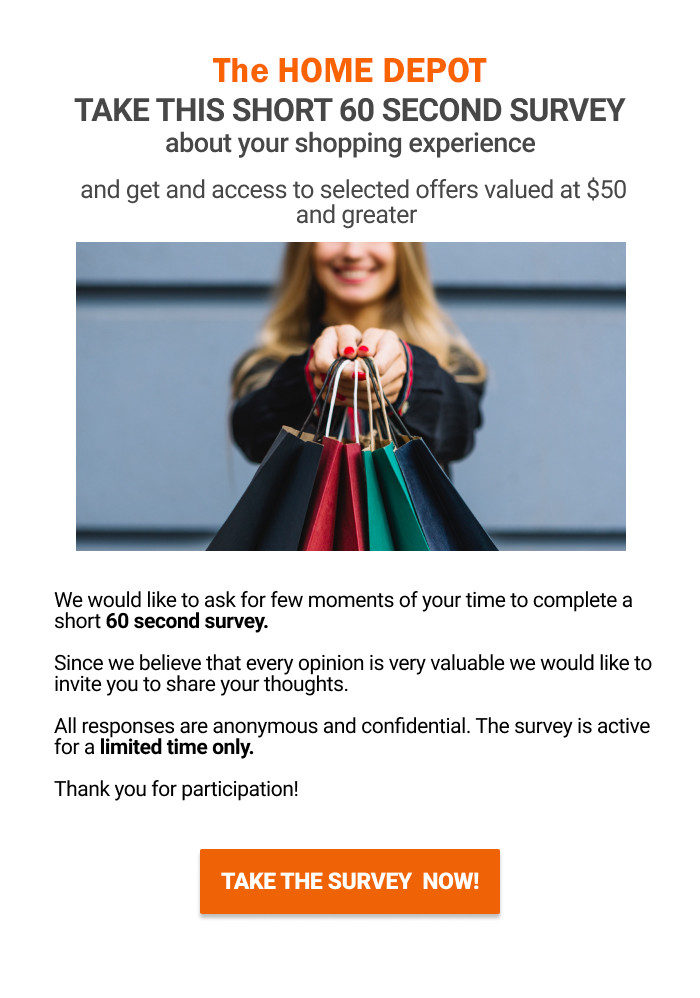 The HOME DEPOT
TAKE THIS SHORT 60 SECOND SURVEY
about your shopping experience
and get and access to selected offers valued at $50
and greater
We would like to ask for few moments of your time to complete a
short 60 second survey.
Since we believe that every opinion is very valuable we would like to
invite you to share your thoughts.
All responses are anonymous and confidential. The survey is active
for a limited time only.
Thank you for participation!
TAKE THE SURVEY NOW!